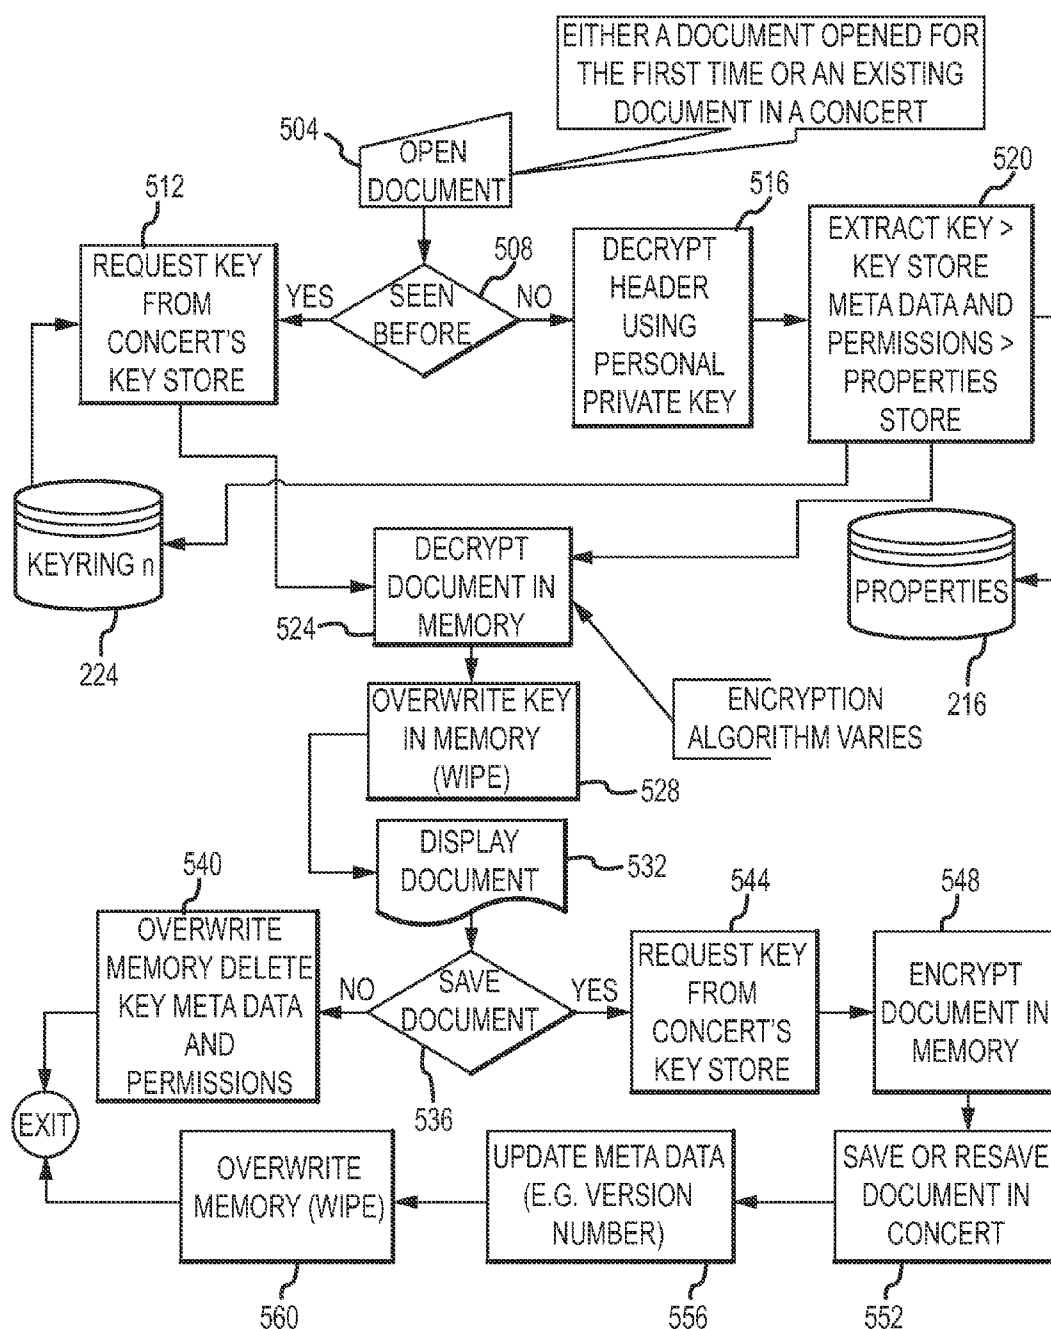 EITHER A DOCUMENT OPENED FOR
THE FIRST TIME OR AN EXISTING
DOCUMENT IN A CONCERT
504
OPEN
DOCUMENT
512
REQUEST KEY
FROM
CONCERT'S
KEY STORE
YES
SEEN
BEFORE
508
NO
516
DECRYPT
HEADER
USING
PERSONAL
PRIVATE KEY
520
EXTRACT KEY >
KEY STORE
META DATA AND
PERMISSIONS >
PROPERTIES
STORE
KEYRING n
224
DECRYPT
DOCUMENT IN
MEMORY
524
PROPERTIES
216
ENCRYPTION
ALGORITHM VARIES
OVERWRITE KEY
IN MEMORY
(WIPE)
528
DISPLAY
DOCUMENT
532
540
OVERWRITE
MEMORY DELETE
KEY META DATA
AND
PERMISSIONS
NO
SAVE
DOCUMENT
536
YES
544
REQUEST KEY
FROM
CONCERT'S
KEY STORE
548
ENCRYPT
DOCUMENT IN
MEMORY
EXIT
OVERWRITE
MEMORY (WIPE)
560
UPDATE META DATA
(E.G. VERSION
NUMBER)
556
SAVE OR RESAVE
DOCUMENT IN
CONCERT
552